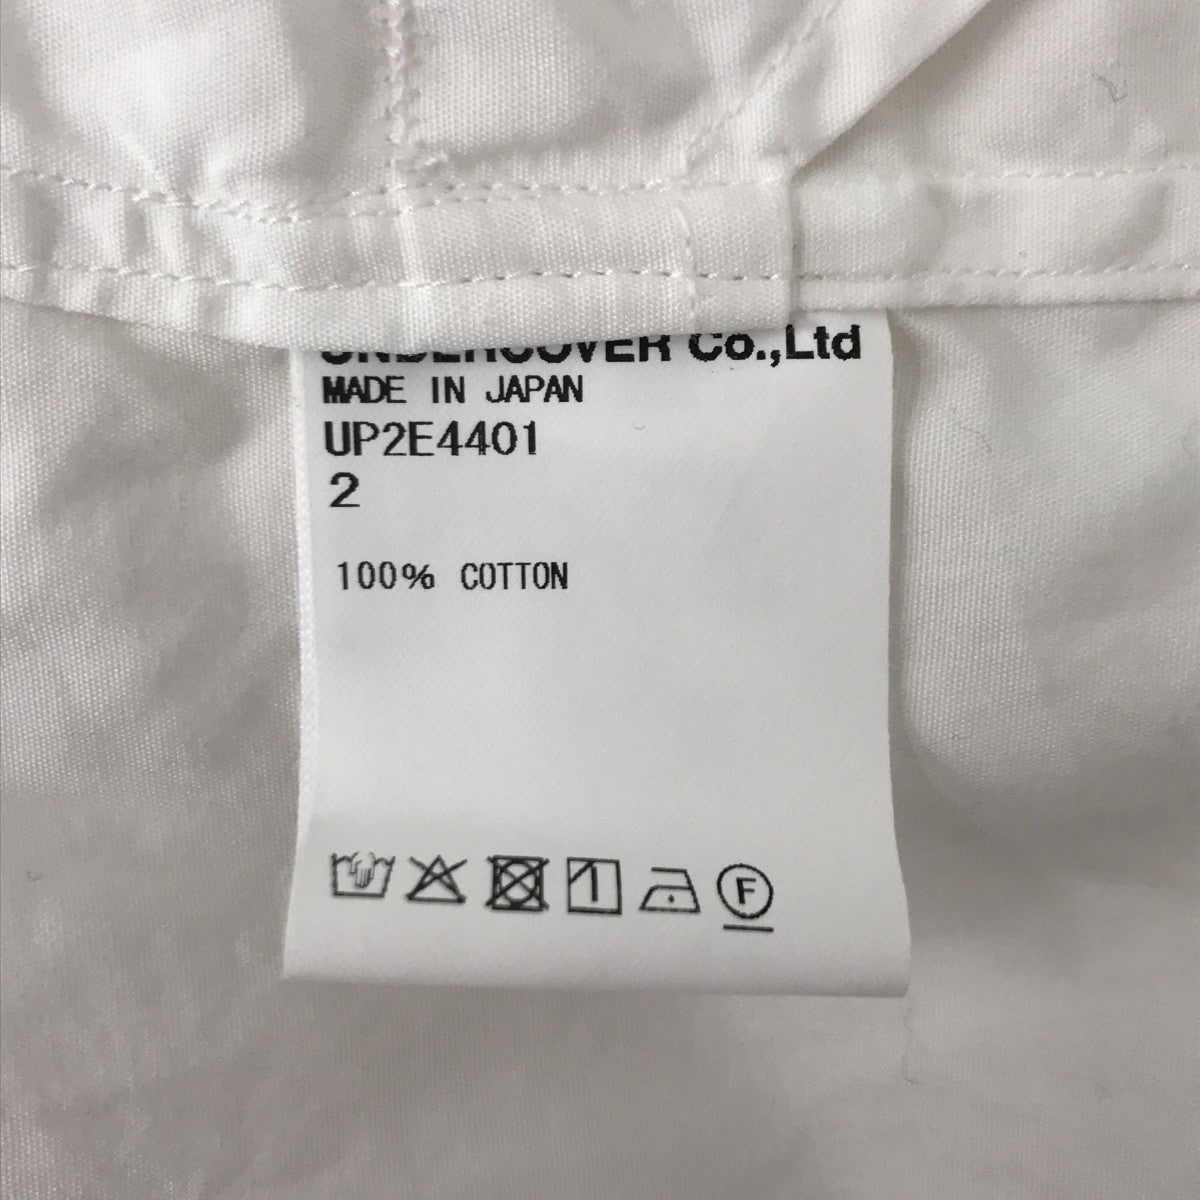 UNDERCOVER Co.,Ltd
MADE IN JAPAN
UP2E4401
2
100% COTTON
F